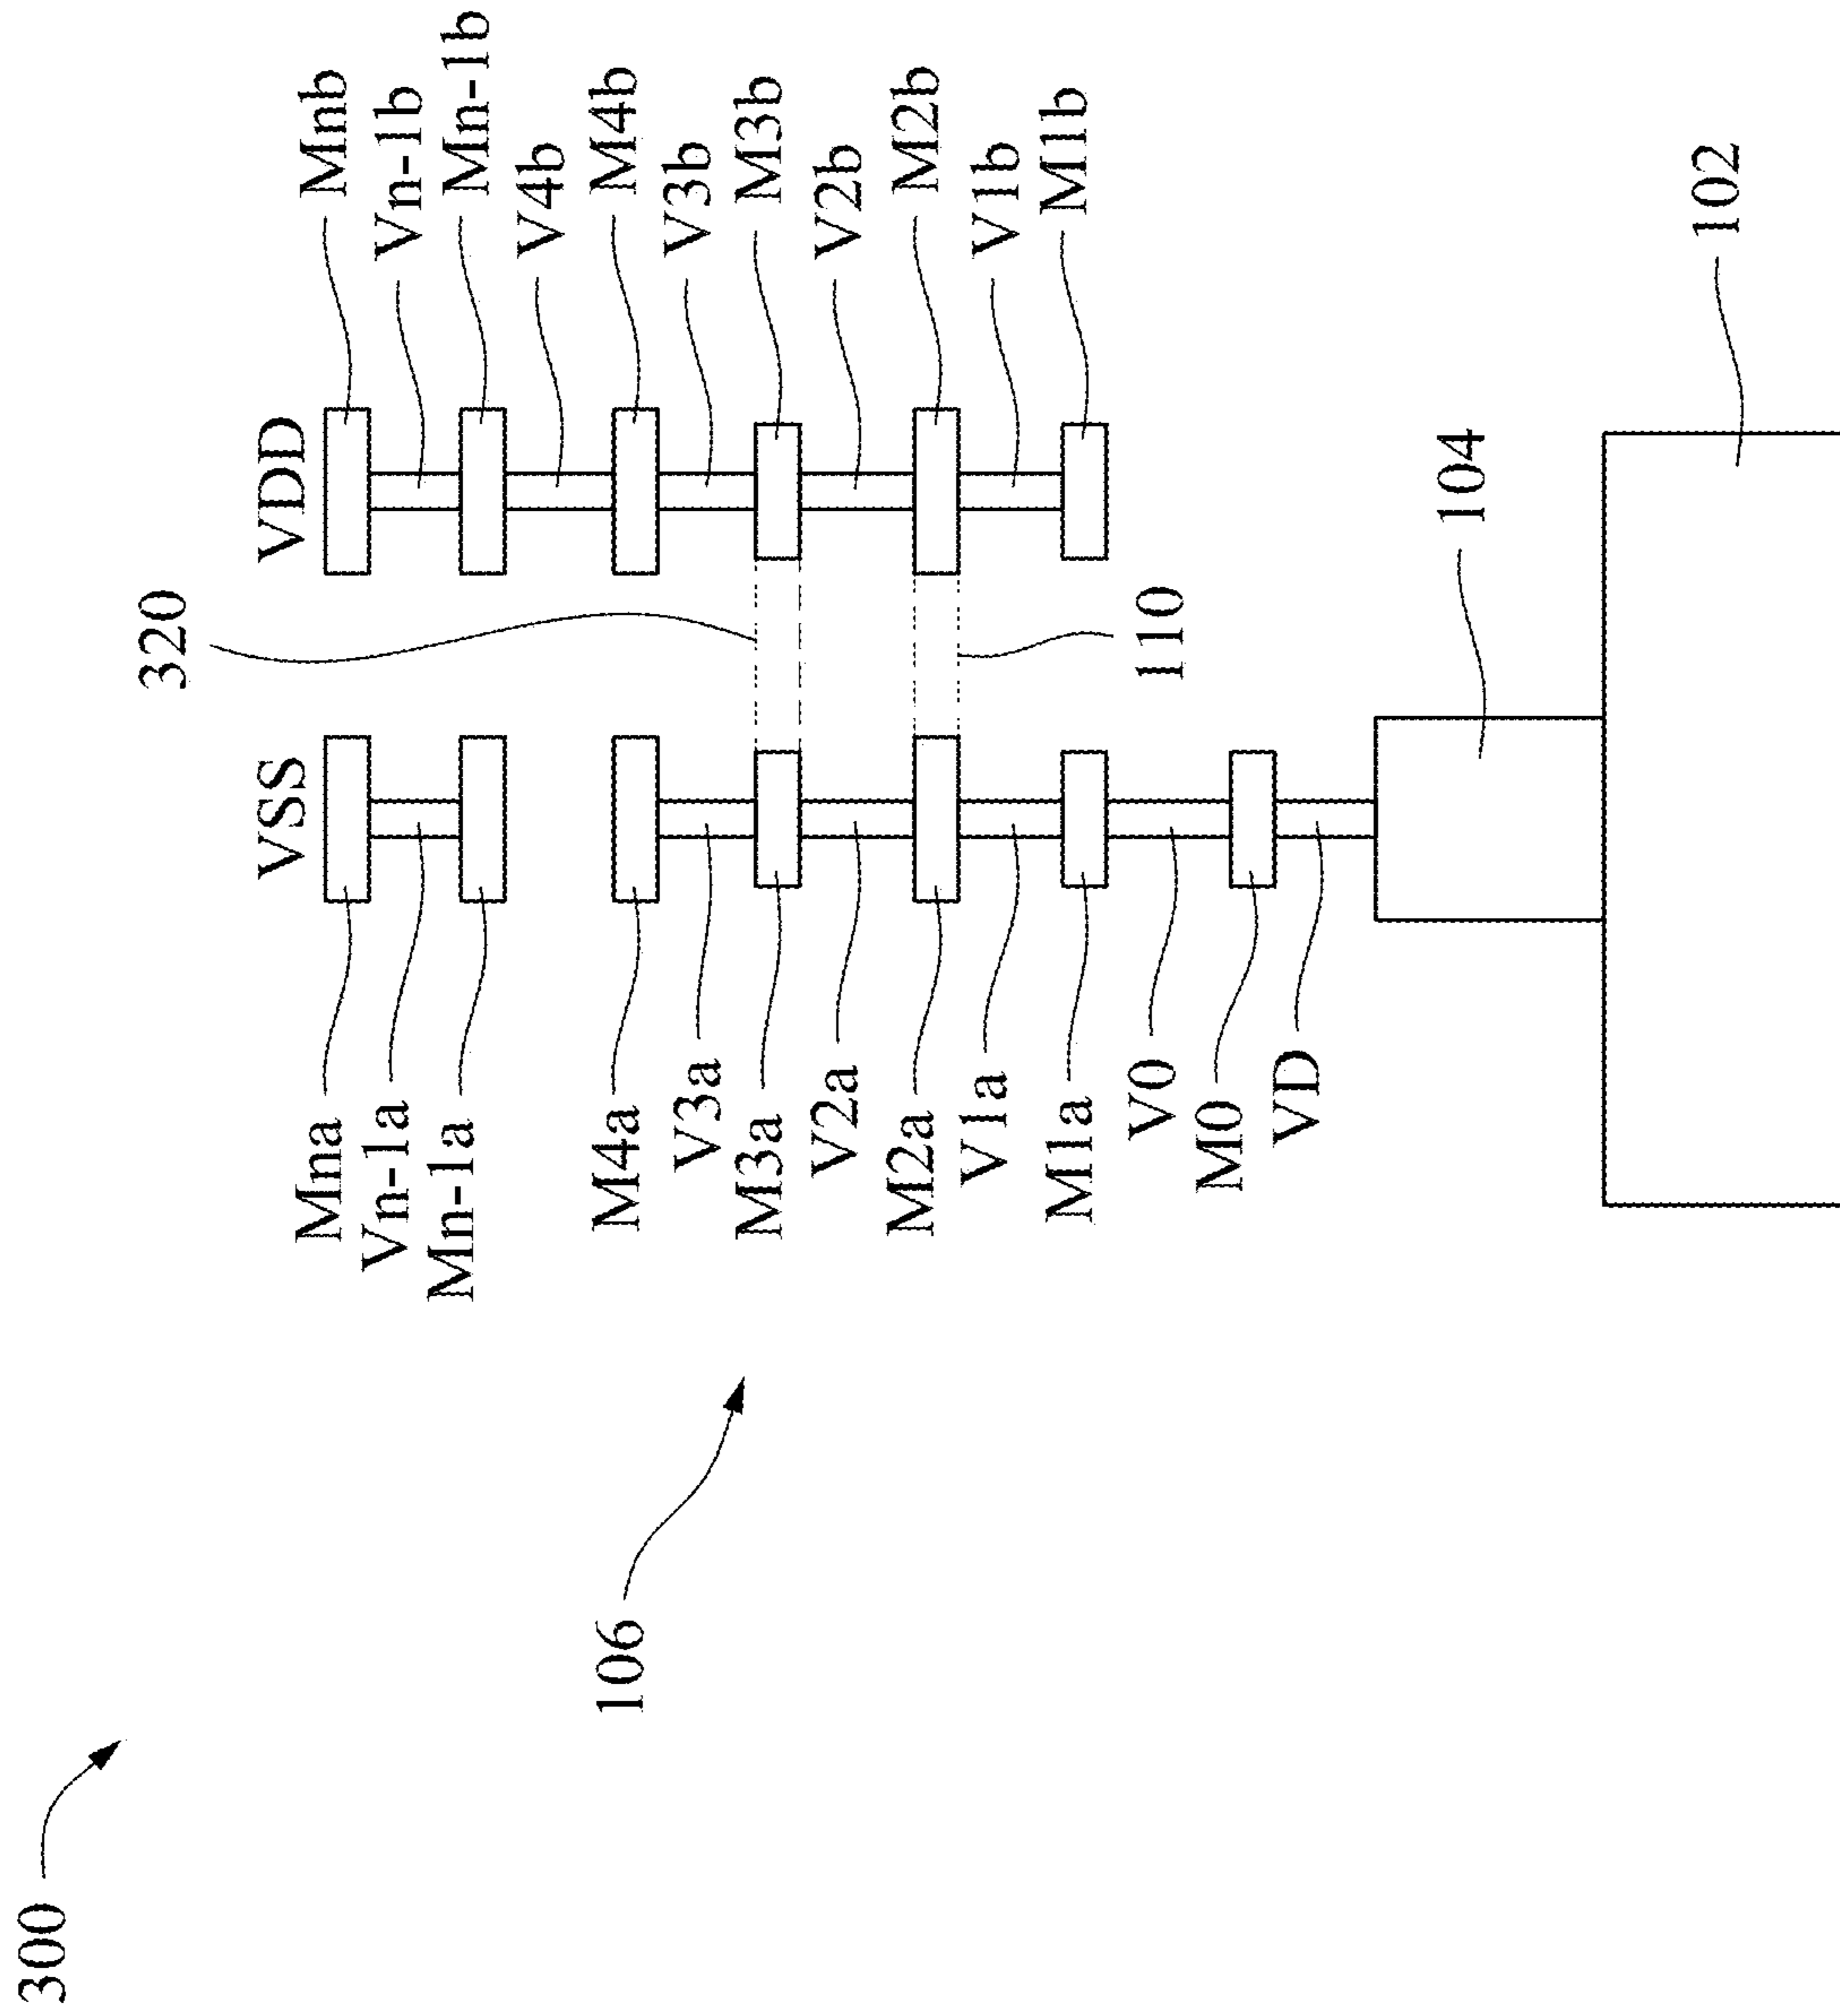 300
106
320
VSS
VDD
Mna
Vn-1a
Mn-1a
M4a
V3a
M3a
V2a
M2a
V1a
M1a
V0
M0
VD
Mnb
Vn-1b
Mn-1b
V4b
M4b
V3b
M3b
V2b
M2b
V1b
M1b
110
104
102